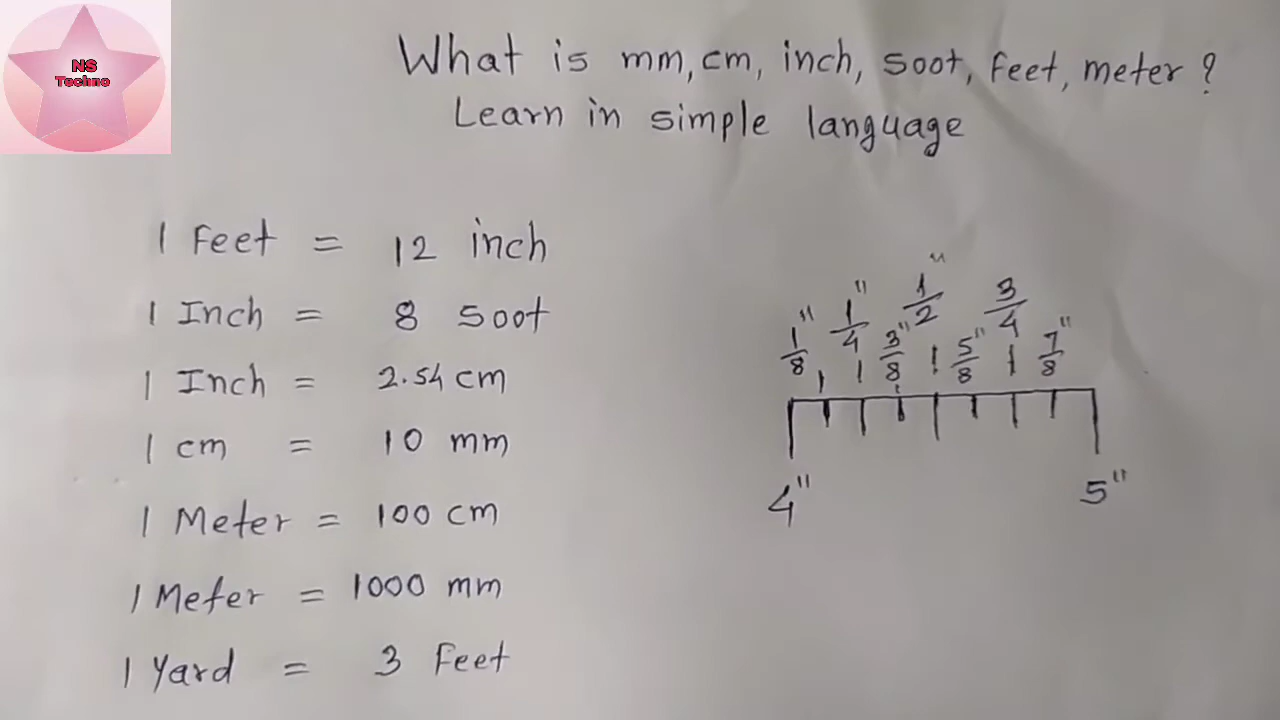 NS
Techno
What is mm, cm, inch, soot, feet, meter ?
Learn in simple language
1 Feet = 12 inch
1 Inch = 8 Soot
1 Inch = 2.54 cm
1 cm = 10 mm
1 Meter = 100 cm
1 Meter = 1000 mm
1 Yard = 3 Feet
1/8" 1/4" 3/8" 1/2" 5/8" 3/4 7/8"
4" 5"